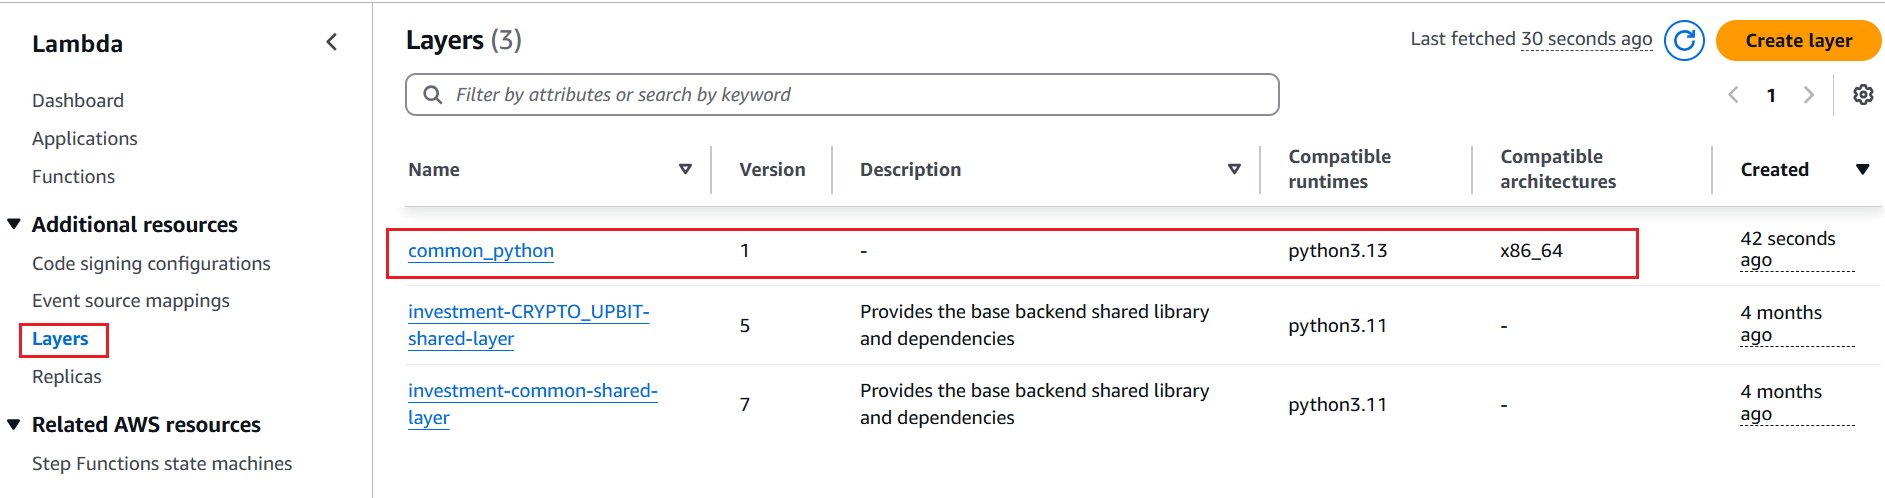 Lambda
Dashboard
Applications
Functions
Additional resources
Code signing configurations
Event source mappings
Layers
Replicas
Related AWS resources
Step Functions state machines
Layers (3)
Last fetched 30 seconds ago
Create layer
Filter by attributes or search by keyword
1
Name
Version
Description
Compatible
runtimes
Compatible
architectures
Created
common_python
1
-
python3.13
x86_64
42 seconds
ago
investment-CRYPTO_UPBIT-
shared-layer
5
Provides the base backend shared library
and dependencies
python3.11
-
4 months
ago
investment-common-shared-
layer
7
Provides the base backend shared library
and dependencies
python3.11
-
4 months
ago